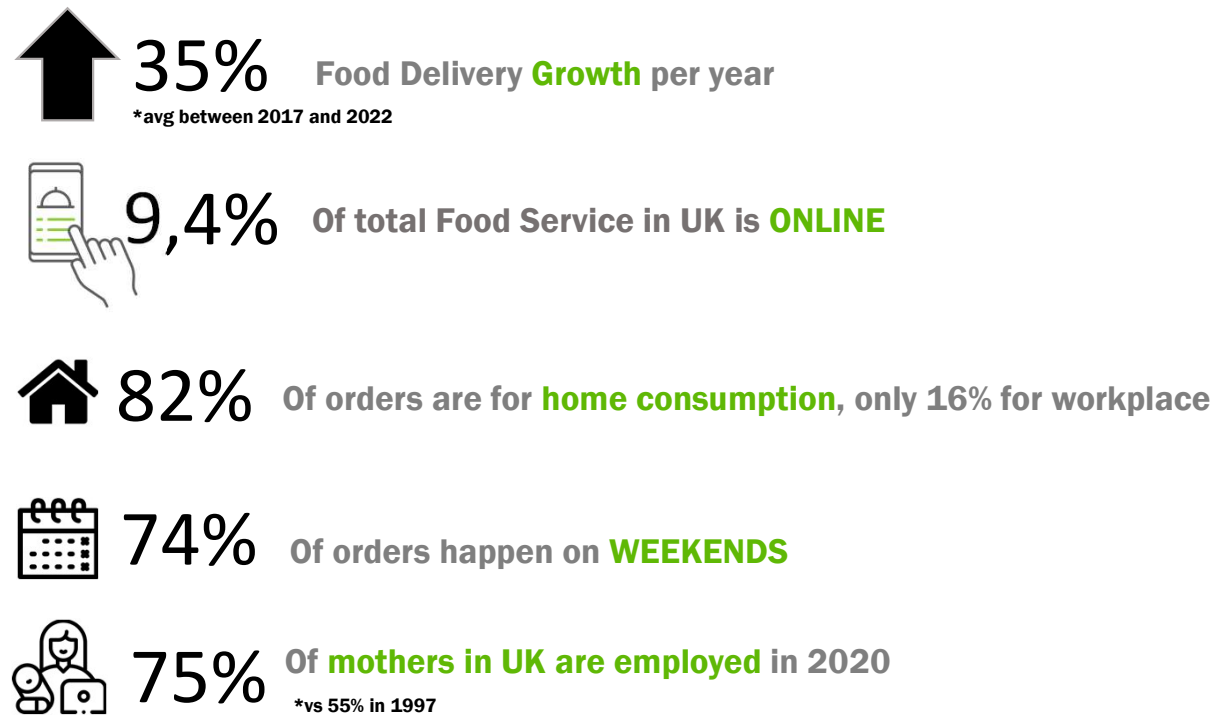 35% Food Delivery Growth per year
*avg between 2017 and 2022
9,4% Of total Food Service in UK is ONLINE
82% Of orders are for home consumption, only 16% for workplace
74% Of orders happen on WEEKENDS
75% Of mothers in UK are employed in 2020
*vs 55% in 1997